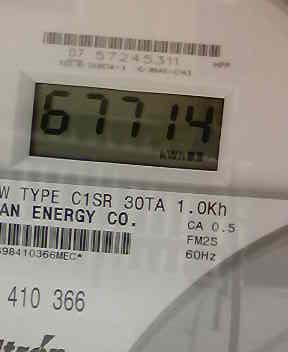 07 57245311
67714
kWh
W TYPE C1SR 30TA 1.0Kh
AN ENERGY CO.
CA 0.5
FM2S
60Hz
98410366MEC*
410 366